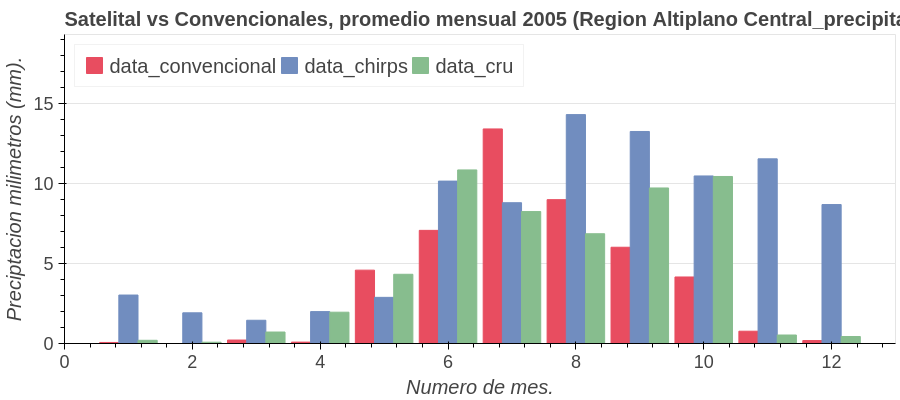 Satelital vs Convencionales, promedio mensual 2005 (Region Altiplano Central_precipita
data_convencional data_chirps data_cru
15
10
5
0
0 2 4 6 8 10 12
Preciptacion milimetros (mm).
Numero de mes.